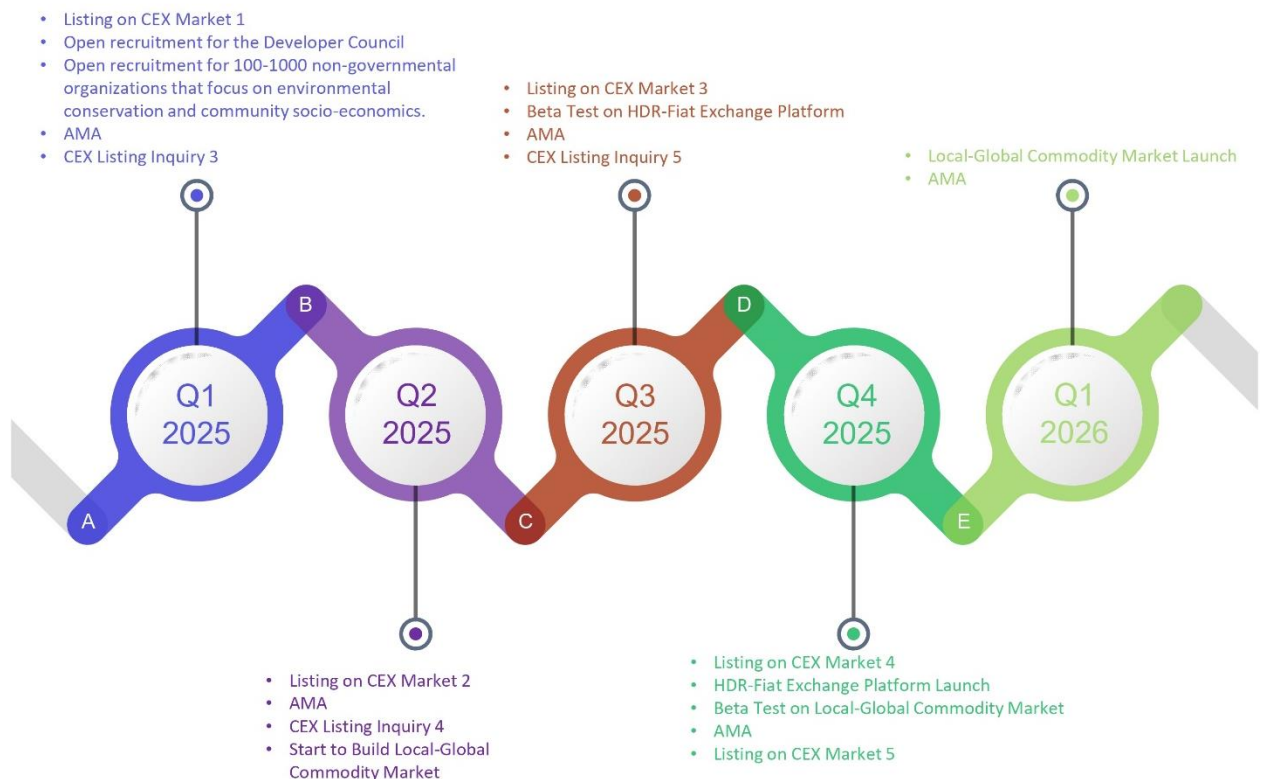 • Listing on CEX Market 1
• Open recruitment for the Developer Council
• Open recruitment for 100-1000 non-governmental
organizations that focus on environmental
conservation and community socio-economics.
• AMA
• CEX Listing Inquiry 3
• Listing on CEX Market 3
• Beta Test on HDR-Fiat Exchange Platform
• AMA
• CEX Listing Inquiry 5
• Local-Global Commodity Market Launch
• AMA
A
Q1
2025
B
Q2
2025
C
Q3
2025
D
Q4
2025
E
Q1
2026
• Listing on CEX Market 2
• AMA
• CEX Listing Inquiry 4
• Start to Build Local-Global
Commodity Market
• Listing on CEX Market 4
• HDR-Fiat Exchange Platform Launch
• Beta Test on Local-Global Commodity Market
• AMA
• Listing on CEX Market 5